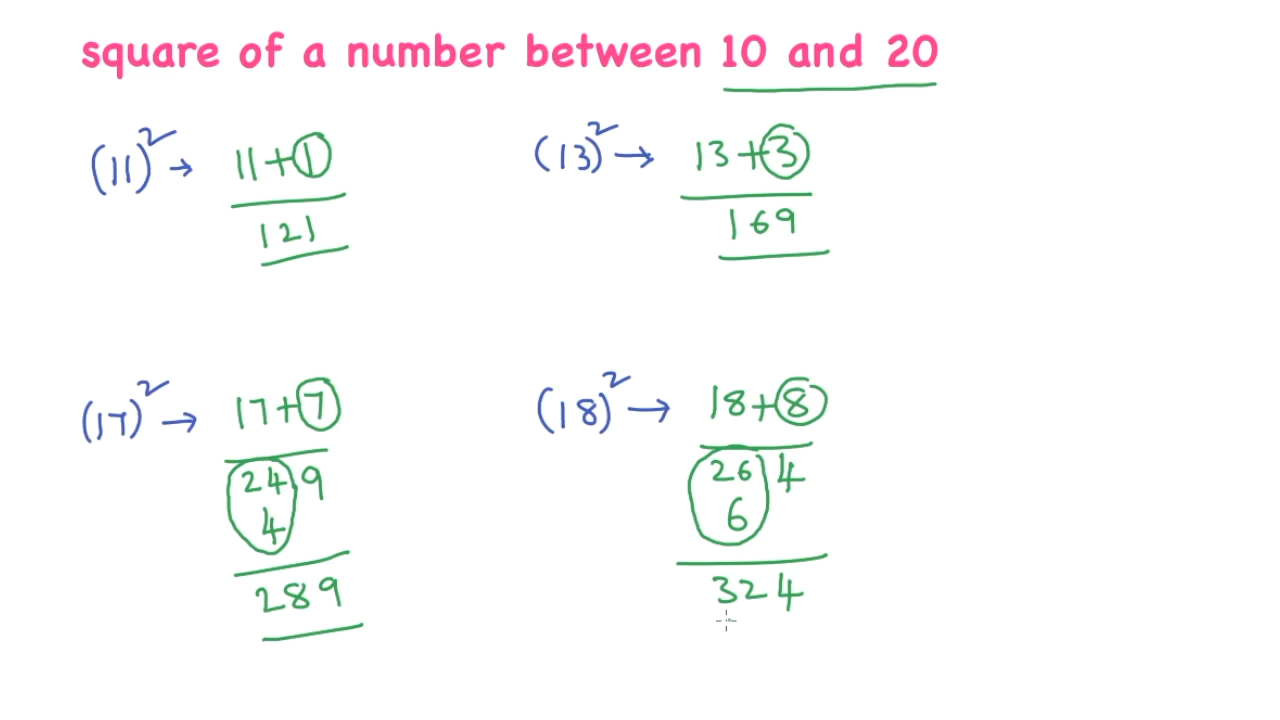 square of a number between 10 and 20
(11)² → 11+1
121
(13)² → 13+3
169
(17)² → 17+7
24 9
4
289
(18)² → 18+8
26 4
6
324